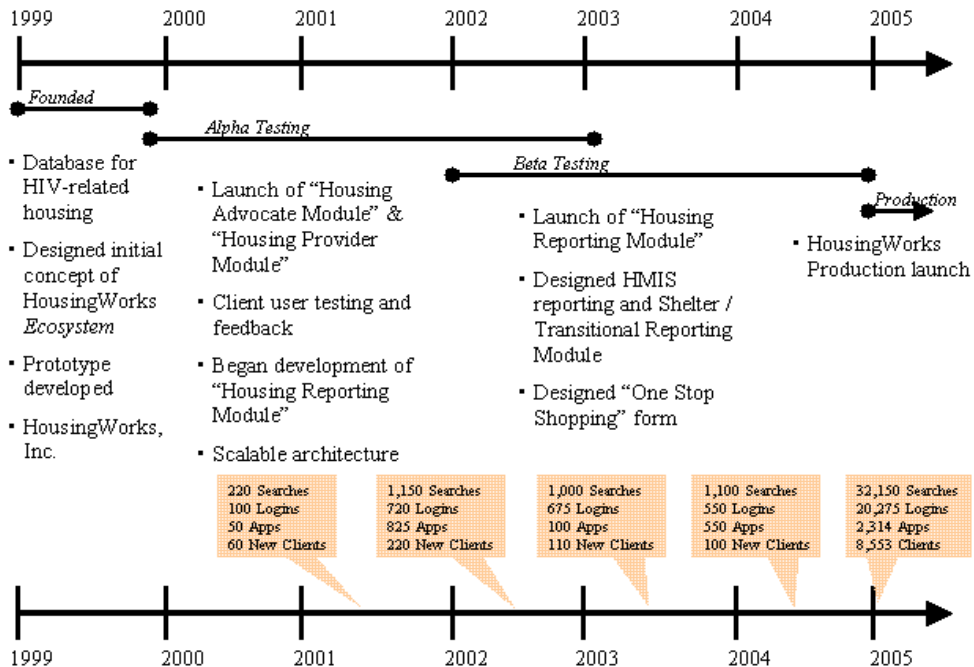 1999 2000 2001 2002 2003 2004 2005
Founded
Alpha Testing
Beta Testing
Production
▪ Database for
HIV-related
housing
▪ Designed initial
concept of
HousingWorks
Ecosystem
▪ Prototype
developed
▪ HousingWorks,
Inc.
▪ Launch of “Housing
Advocate Module” &
“Housing Provider
Module”
▪ Client user testing and
feedback
▪ Began development of
“Housing Reporting
Module”
▪ Scalable architecture
▪ Launch of “Housing
Reporting Module”
▪ Designed HMIS
reporting and Shelter /
Transitional Reporting
Module
▪ Designed “One Stop
Shopping” form
▪ HousingWorks
Production launch
220 Searches
100 Logins
50 Apps
60 New Clients
1,150 Searches
720 Logins
825 Apps
220 New Clients
1,000 Searches
675 Logins
100 Apps
110 New Clients
1,100 Searches
550 Logins
550 Apps
100 New Clients
32,150 Searches
20,275 Logins
2,314 Apps
8,553 Clients
1999 2000 2001 2002 2003 2004 2005